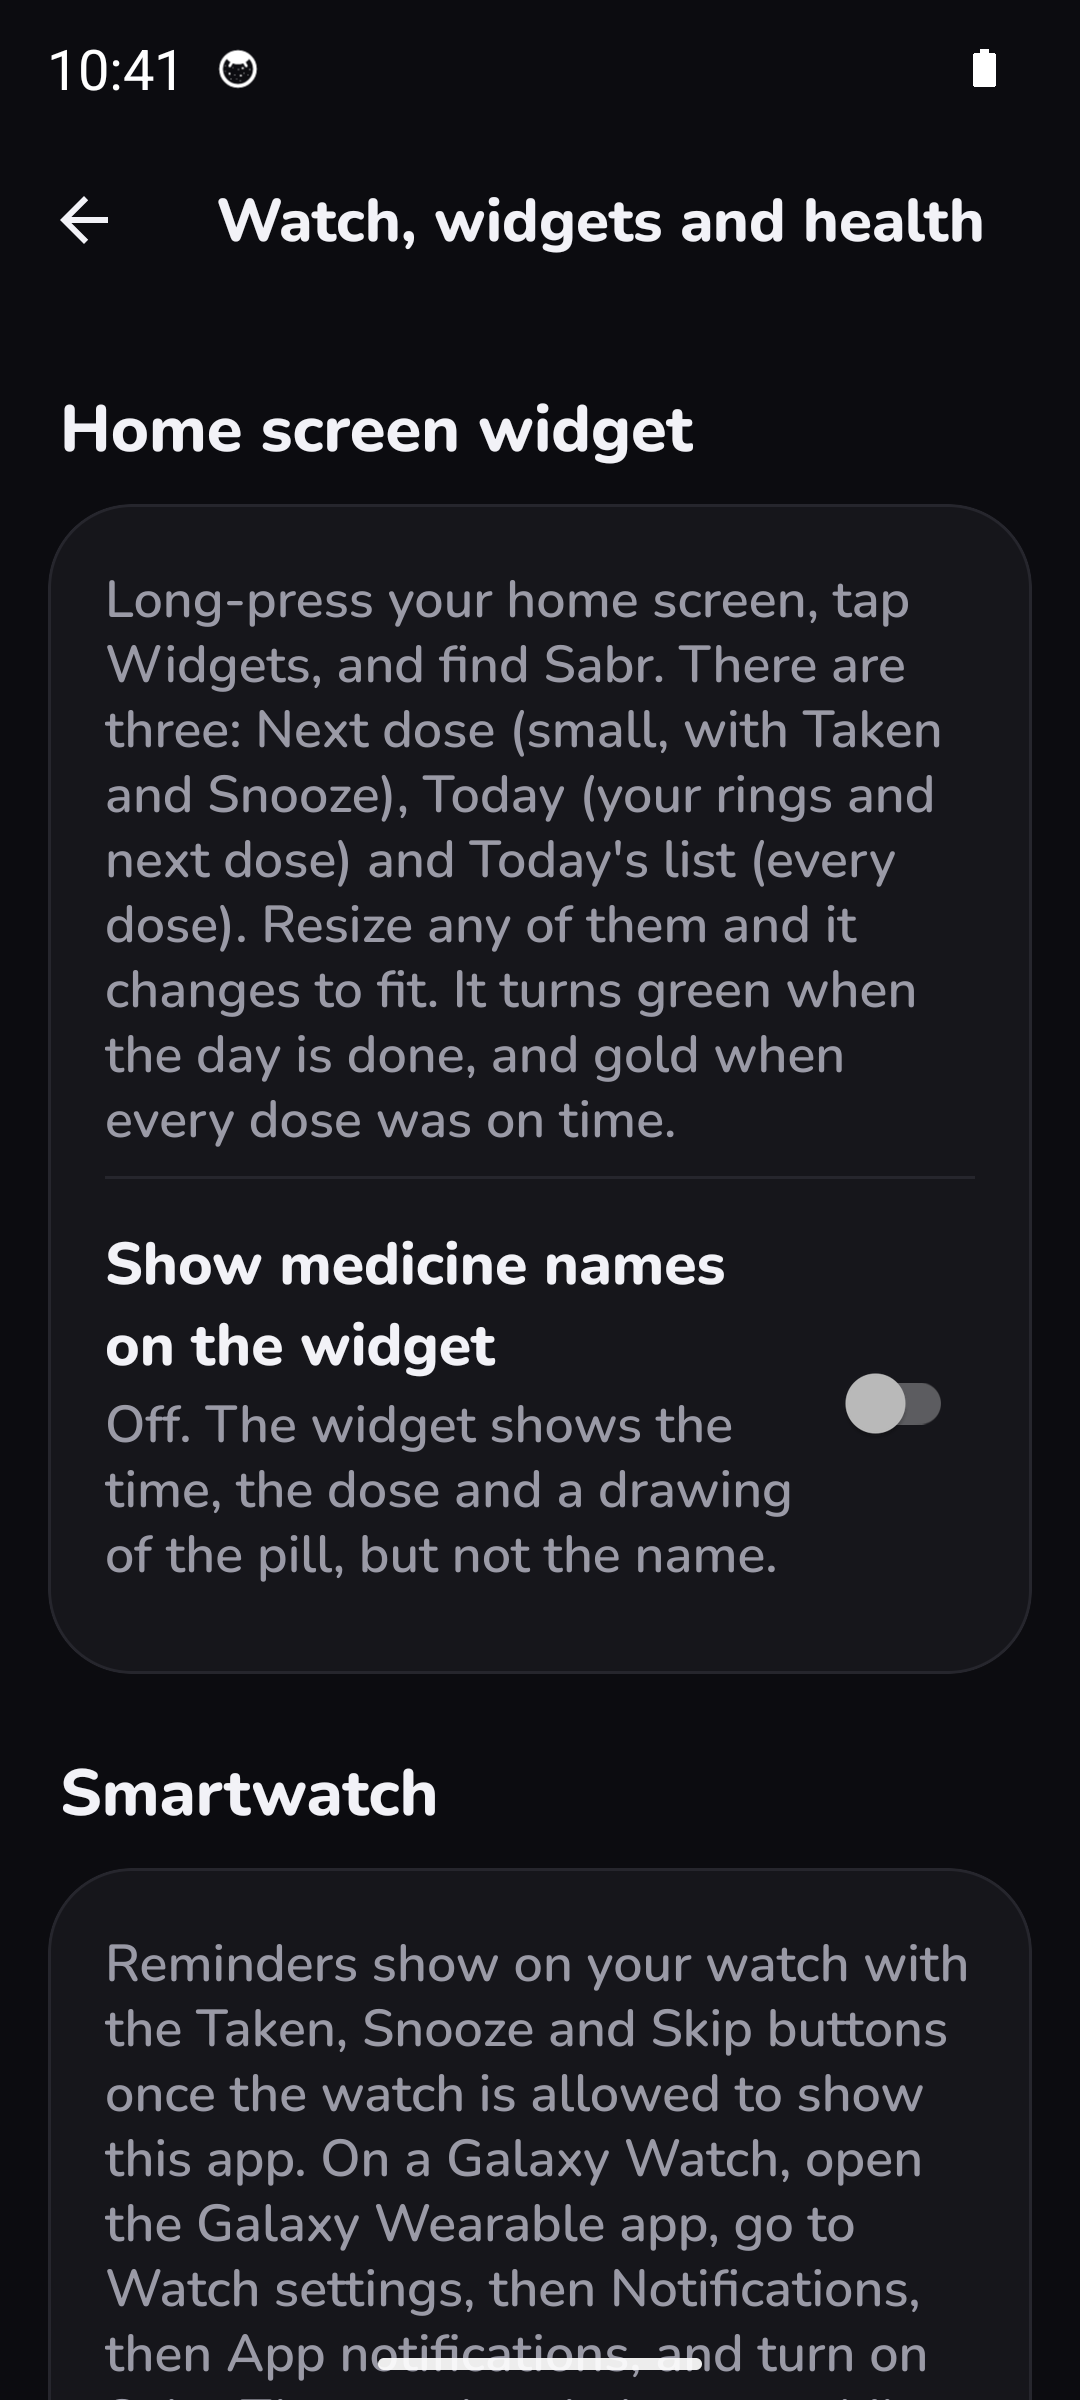 10:41
Watch, widgets and health
Home screen widget
Long-press your home screen, tap
Widgets, and find Sabr. There are
three: Next dose (small, with Taken
and Snooze), Today (your rings and
next dose) and Today's list (every
dose). Resize any of them and it
changes to fit. It turns green when
the day is done, and gold when
every dose was on time.
Show medicine names
on the widget
Off. The widget shows the
time, the dose and a drawing
of the pill, but not the name.
Smartwatch
Reminders show on your watch with
the Taken, Snooze and Skip buttons
once the watch is allowed to show
this app. On a Galaxy Watch, open
the Galaxy Wearable app, go to
Watch settings, then Notifications,
then App notifications, and turn on